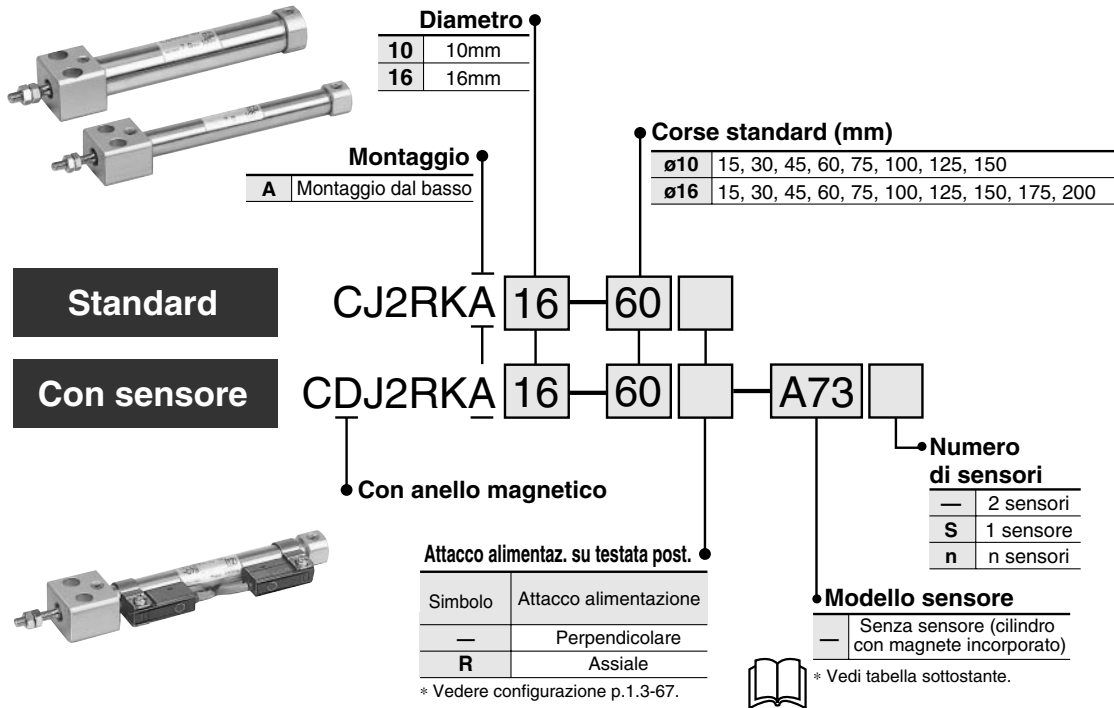 Diametro
10 10mm
16 16mm
Corse standard (mm)
ø10 15, 30, 45, 60, 75, 100, 125, 150
ø16 15, 30, 45, 60, 75, 100, 125, 150, 175, 200
Montaggio
A Montaggio dal basso
Standard CJ2RKA 16 — 60
Con sensore CDJ2RKA 16 — 60 — A73
Con anello magnetico
Numero
di sensori
— 2 sensori
S 1 sensore
n n sensori
Attacco alimentaz. su testata post.
Simbolo Attacco alimentazione
— Perpendicolare
R Assiale
* Vedere configurazione p.1.3-67.
Modello sensore
— Senza sensore (cilindro
con magnete incorporato)
* Vedi tabella sottostante.